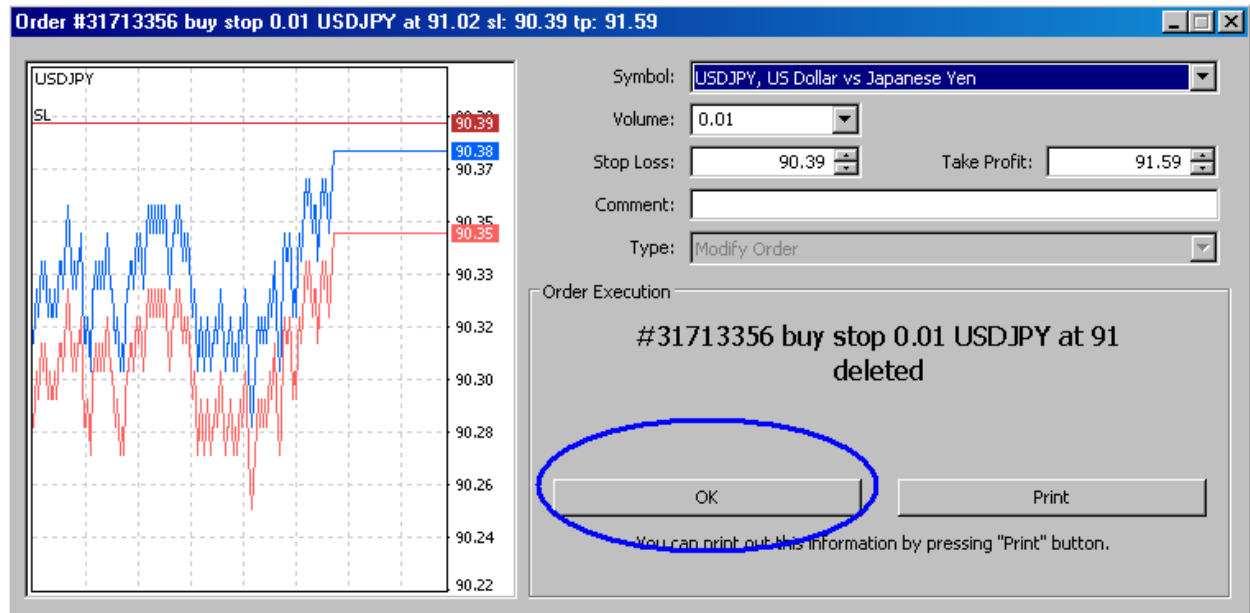 Order #31713356 buy stop 0.01 USDJPY at 91.02 sl: 90.39 tp: 91.59
USDJPY
SL
90.39
90.38
90.37
90.35
90.35
90.33
90.32
90.30
90.28
90.26
90.24
90.22
Symbol: USDJPY, US Dollar vs Japanese Yen
Volume: 0.01
Stop Loss: 90.39 Take Profit: 91.59
Comment:
Type: Modify Order
Order Execution
#31713356 buy stop 0.01 USDJPY at 91
deleted
OK Print
You can print out this information by pressing "Print" button.